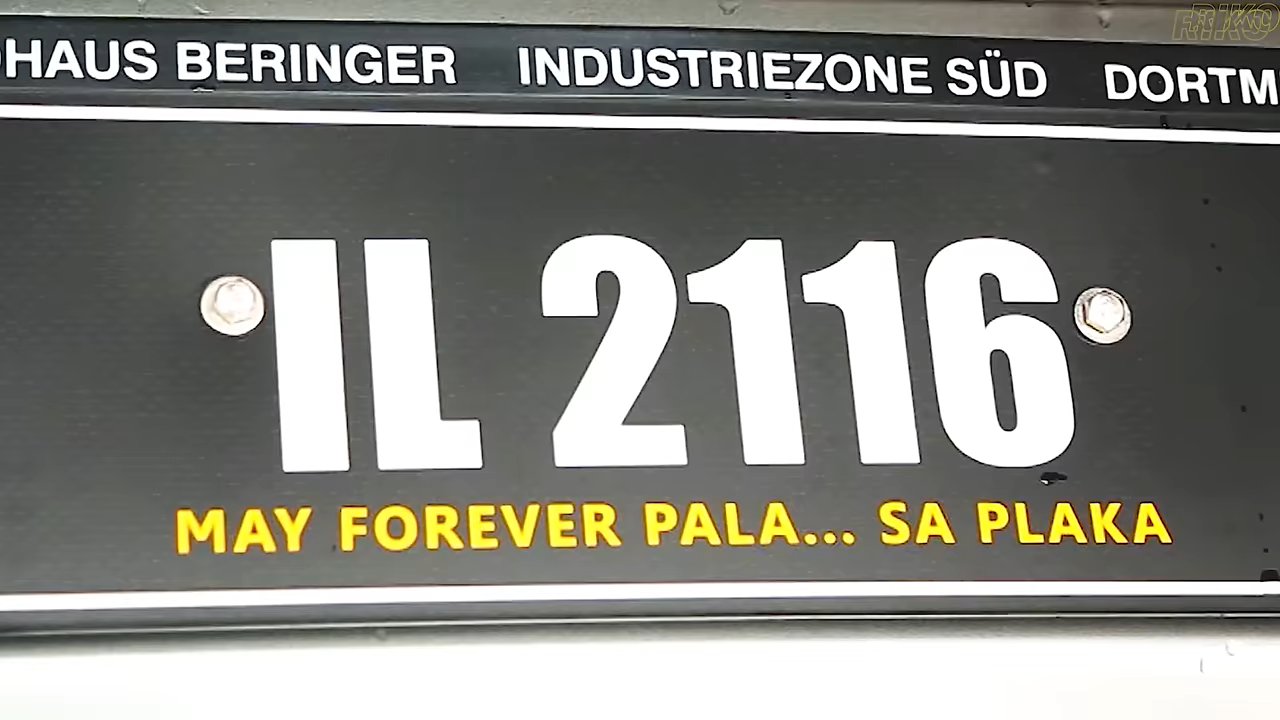 HAUS BERINGER INDUSTRIEZONE SÜD DORTM
IL 2116
MAY FOREVER PALA... SA PLAKA